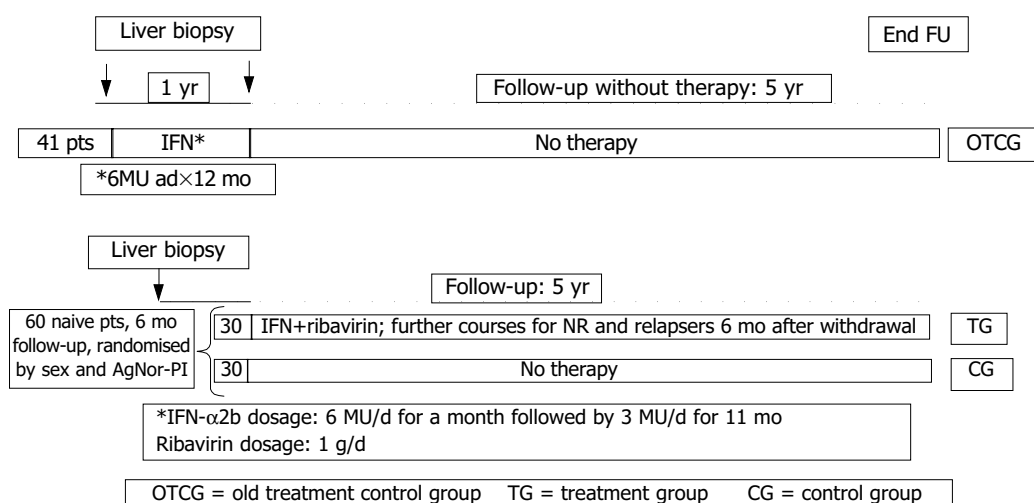 Liver biopsy
End FU
1 yr
Follow-up without therapy: 5 yr
41 pts
IFN*
No therapy
OTCG
*6MU ad×12 mo
Liver biopsy
Follow-up: 5 yr
60 naive pts, 6 mo
follow-up, randomised
by sex and AgNor-PI
30
IFN+ribavirin; further courses for NR and relapsers 6 mo after withdrawal
TG
30
No therapy
CG
*IFN-α2b dosage: 6 MU/d for a month followed by 3 MU/d for 11 mo
Ribavirin dosage: 1 g/d
OTCG = old treatment control group TG = treatment group CG = control group